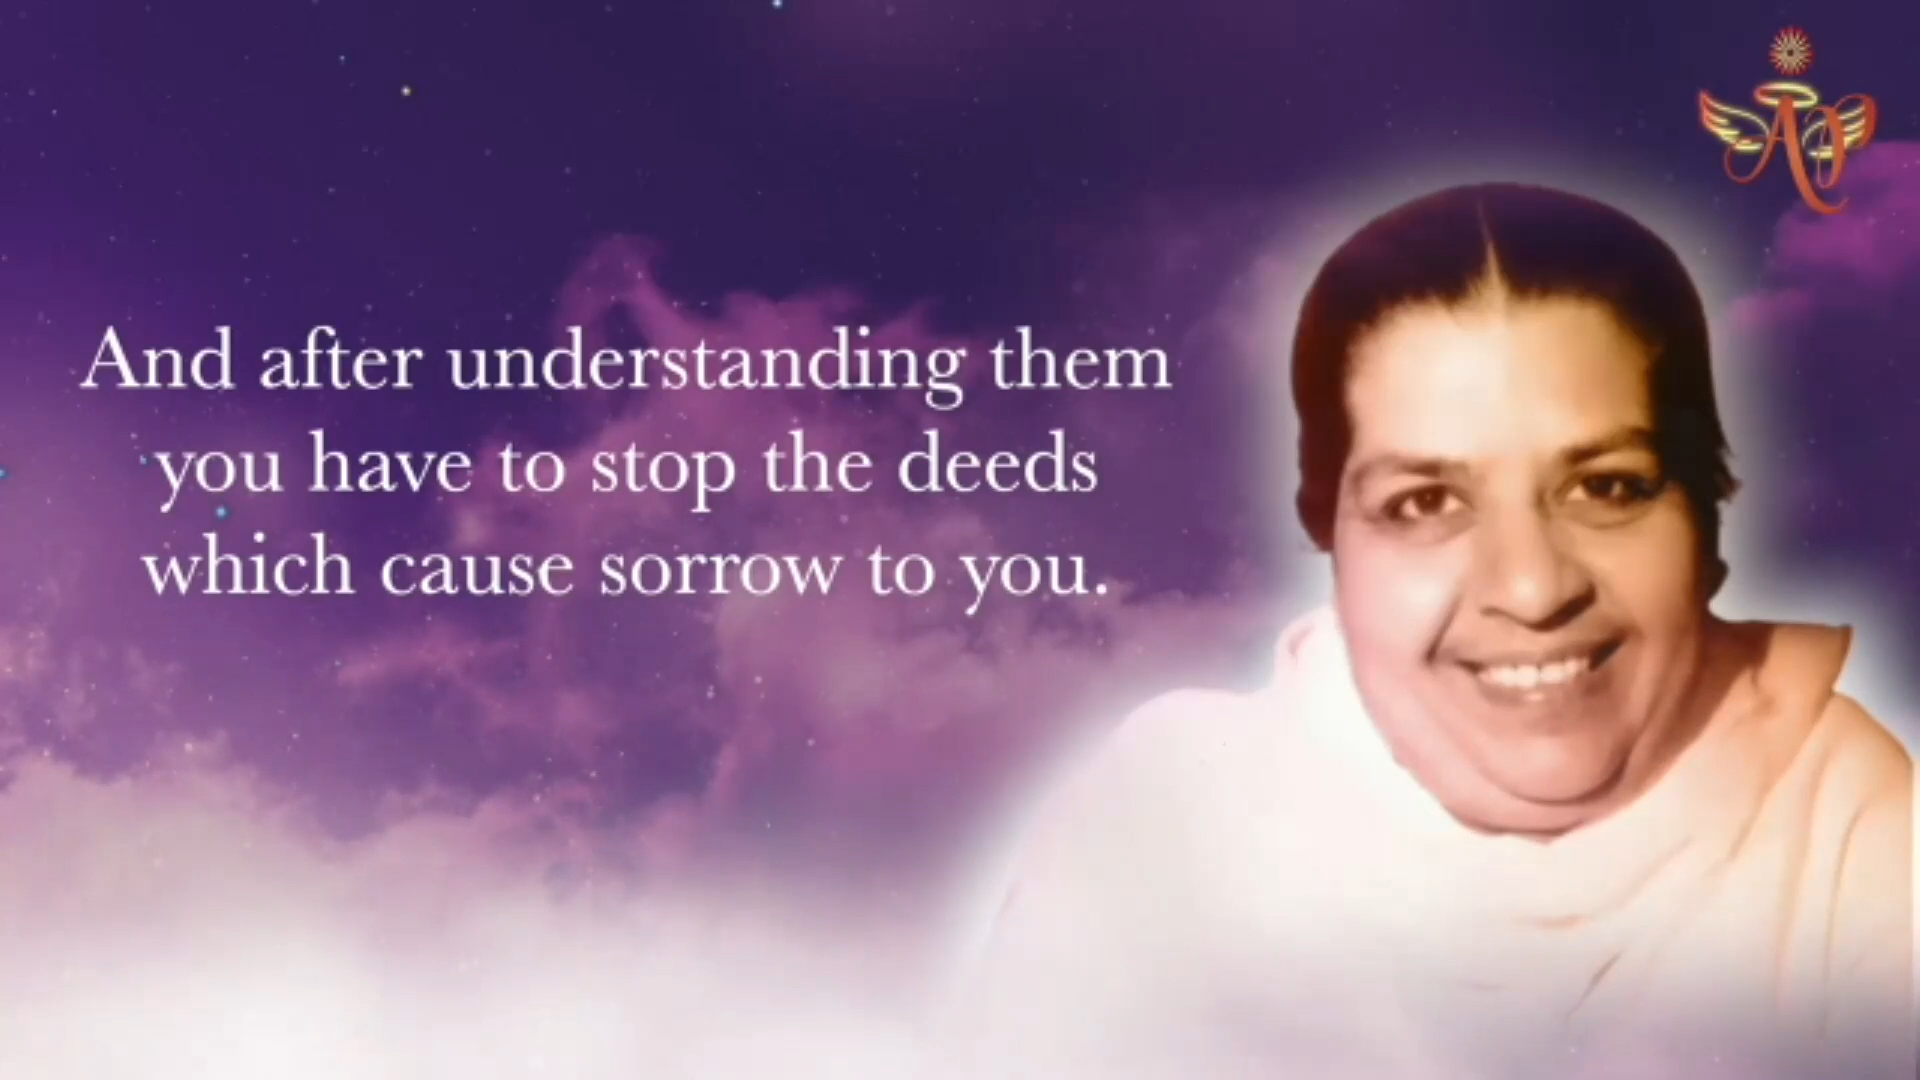 And after understanding them
you have to stop the deeds
which cause sorrow to you.